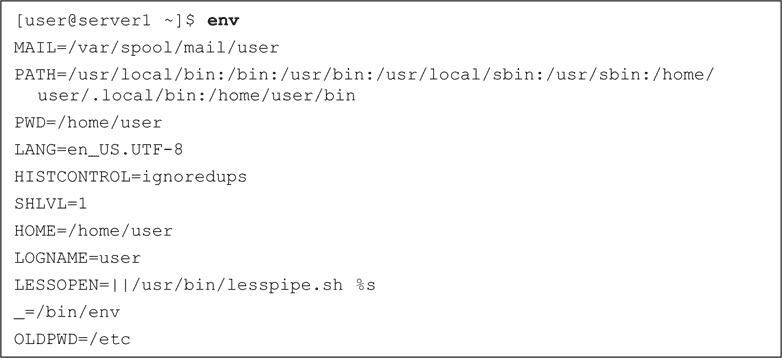 [user@server1 ~]$ env
MAIL=/var/spool/mail/user
PATH=/usr/local/bin:/bin:/usr/bin:/usr/local/sbin:/usr/sbin:/home/
user/.local/bin:/home/user/bin
PWD=/home/user
LANG=en_US.UTF-8
HISTCONTROL=ignoredups
SHLVL=1
HOME=/home/user
LOGNAME=user
LESSOPEN=||/usr/bin/lesspipe.sh %s
_=/bin/env
OLDPWD=/etc